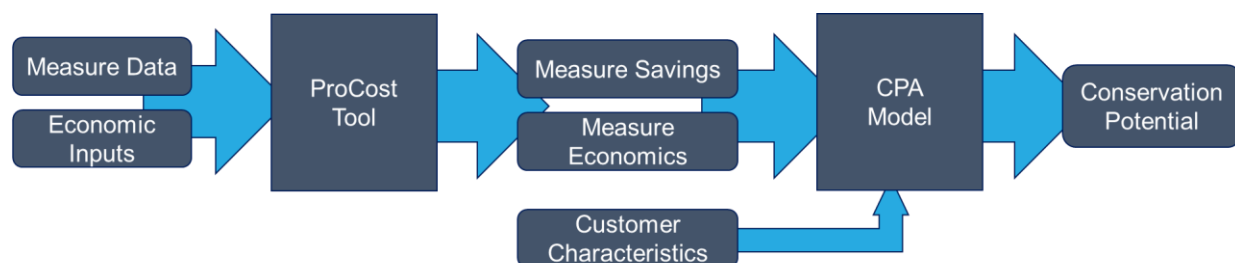 Measure Data
Economic
Inputs
ProCost
Tool
Measure Savings
Measure
Economics
Customer
Characteristics
CPA
Model
Conservation
Potential